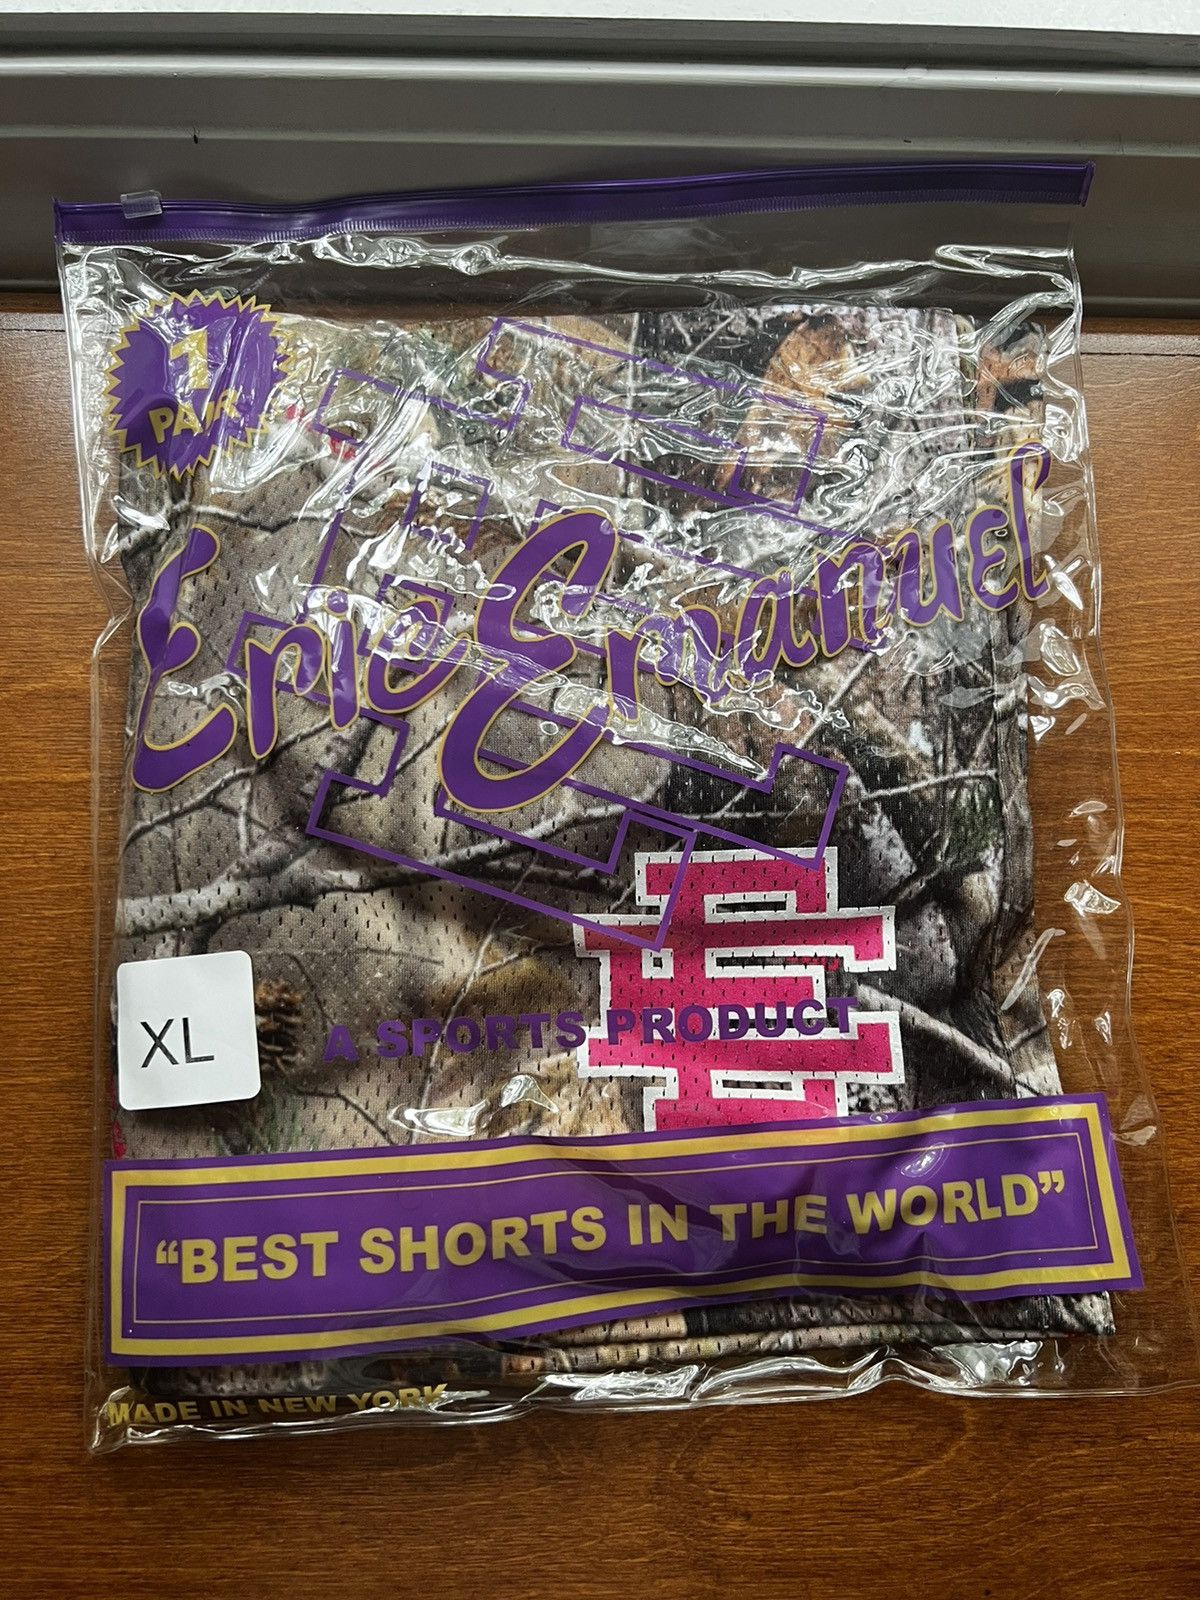 1
PAIR
Eric Emanuel
XL
A SPORTS PRODUCT
“BEST SHORTS IN THE WORLD”
MADE IN NEW YORK